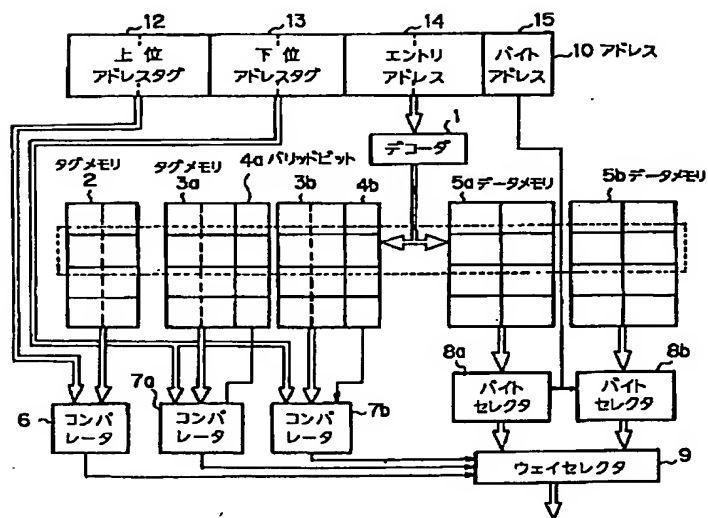 12 13 14 15
上位
アドレスタグ
下位
アドレスタグ
エントリ
アドレス
バイト
アドレス
10 アドレス
1
デコーダ
タグメモリ
2
タグメモリ
3a
4a バリッドビット
3b
4b
5a データメモリ
5b データメモリ
6
コンパ
レータ
7a
コンパ
レータ
コンパ
レータ
7b
8a
バイト
セレクタ
8b
バイト
セレクタ
ウェイセレクタ
9